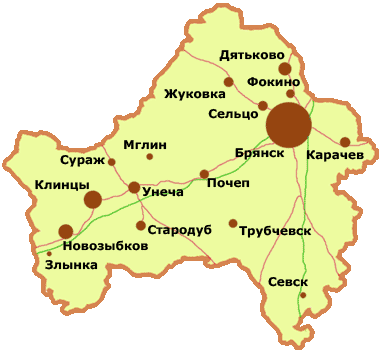 Дятьково
Фокино
Жуковка
Сельцо
Мглин
Брянск
Карачев
Сураж
Клинцы
Унеча
Почеп
Стародуб
Трубчевск
Новозыбков
Злынка
Севск